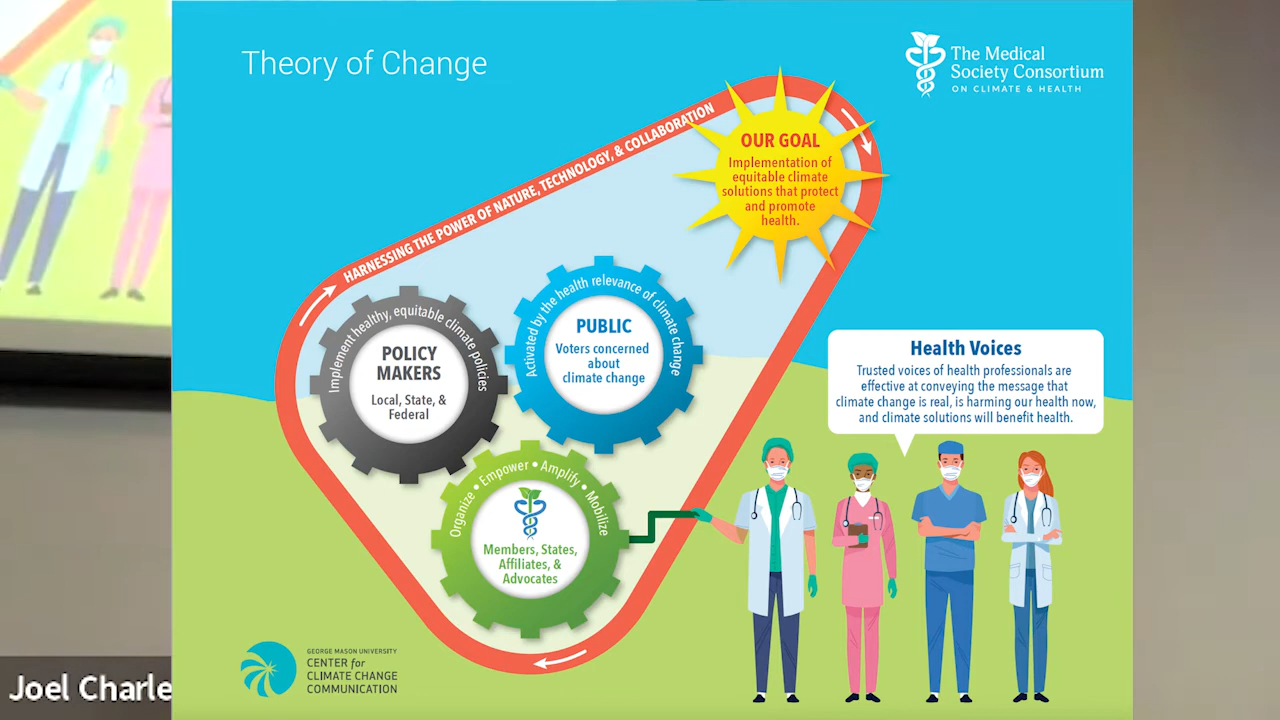 Theory of Change
The Medical
Society Consortium
ON CLIMATE & HEALTH
HARNESSING THE POWER OF NATURE, TECHNOLOGY, & COLLABORATION
OUR GOAL
Implementation of
equitable climate
solutions that protect
and promote
health.
Implement healthy, equitable climate policies
POLICY
MAKERS
Local, State, &
Federal
Activated by the health relevance of climate change
PUBLIC
Voters concerned
about
climate change
Health Voices
Trusted voices of health professionals are
effective at conveying the message that
climate change is real, is harming our health now,
and climate solutions will benefit health.
Organize • Empower • Amplify • Mobilize
Members, States,
Affiliates, &
Advocates
GEORGE MASON UNIVERSITY
CENTER for
CLIMATE CHANGE
COMMUNICATION
Joel Charle